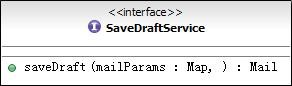 <<interface>>
I SaveDraftService
saveDraft (mailParams : Map, ) : Mail